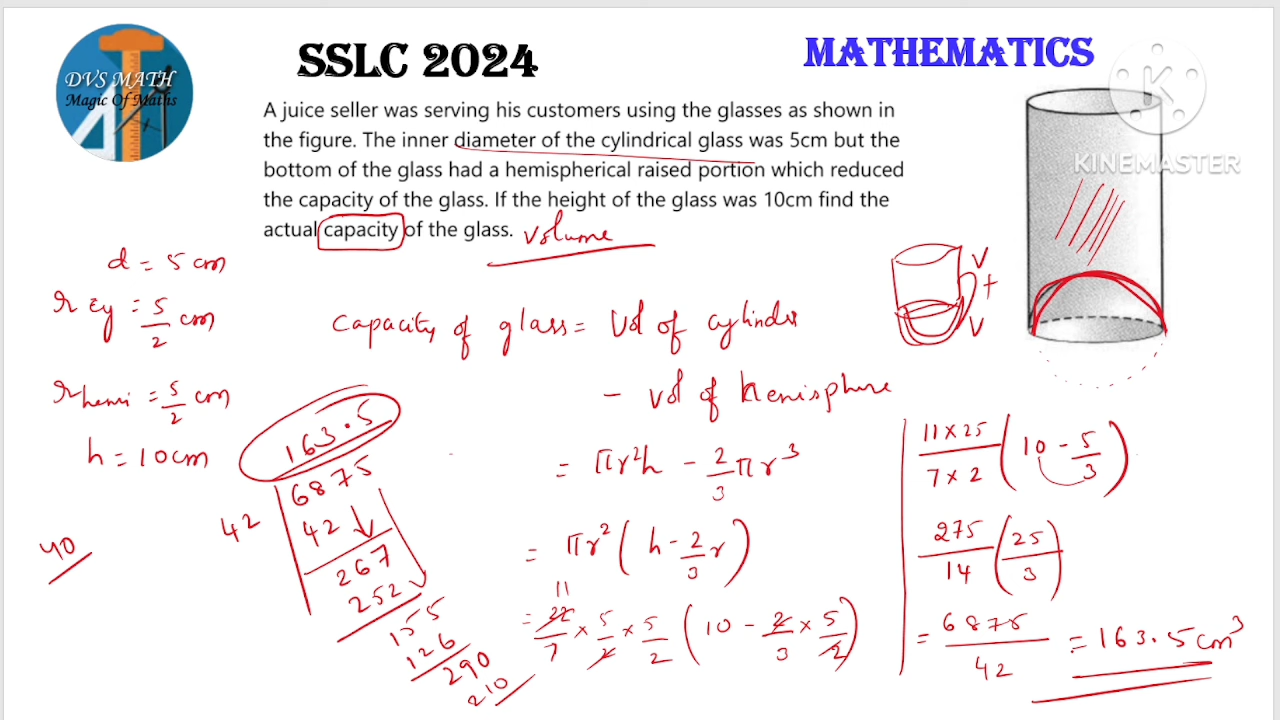 DVS MATH
Magic Of Maths
SSLC 2024
MATHEMATICS
K
KINEMASTER
A juice seller was serving his customers using the glasses as shown in
the figure. The inner diameter of the cylindrical glass was 5cm but the
bottom of the glass had a hemispherical raised portion which reduced
the capacity of the glass. If the height of the glass was 10cm find the
actual capacity of the glass. Volume
d = 5 cm
r cy = 5/2 cm
r hemi = 5/2 cm
h = 10 cm
V
+
V
Capacity of glass = Vol of cylinder
- Vol of Hemisphere
= πr²h - 2/3 πr³
= πr² ( h - 2/3 r )
11
= 22/7 × 5/2 × 5/2 ( 10 - 2/3 × 5/2 )
11 × 25 / 7 × 2 ( 10 - 5/3 )
275/14 ( 25/3 )
= 6875/42 = 163.5 cm³
163.5
42 6875
42
267
252
155
126
290
210
40